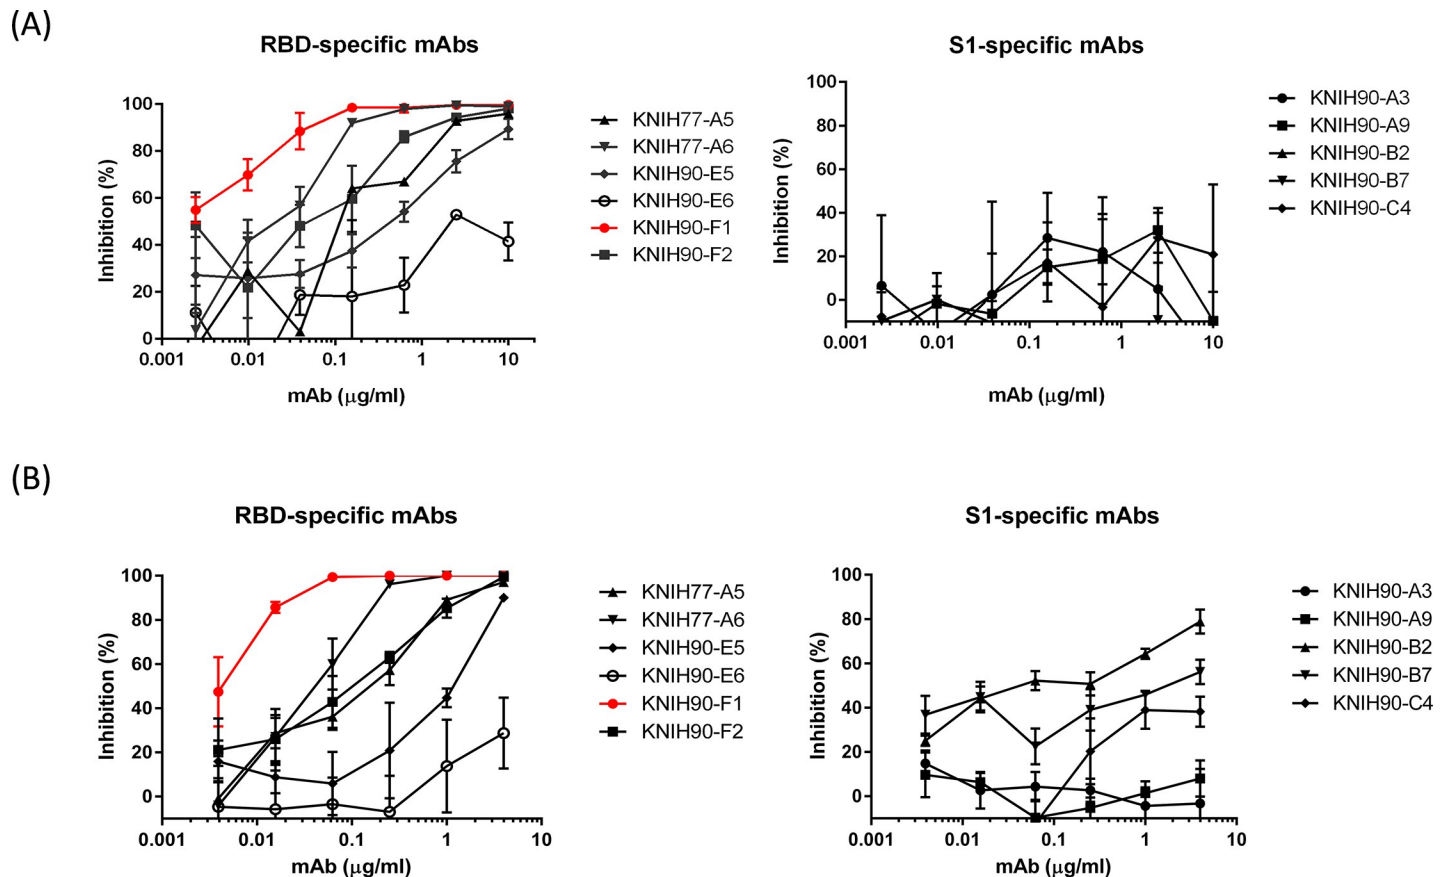 (A)
RBD-specific mAbs
100
80
60
40
20
0
Inhibition (%)
0.001 0.01 0.1 1 10
mAb (μg/ml)
KNIH77-A5
KNIH77-A6
KNIH90-E5
KNIH90-E6
KNIH90-F1
KNIH90-F2
S1-specific mAbs
100
80
60
40
20
0
Inhibition (%)
0.001 0.01 0.1 1 10
mAb (μg/ml)
KNIH90-A3
KNIH90-A9
KNIH90-B2
KNIH90-B7
KNIH90-C4
(B)
RBD-specific mAbs
100
80
60
40
20
0
Inhibition (%)
0.001 0.01 0.1 1 10
mAb (μg/ml)
KNIH77-A5
KNIH77-A6
KNIH90-E5
KNIH90-E6
KNIH90-F1
KNIH90-F2
S1-specific mAbs
100
80
60
40
20
0
Inhibition (%)
0.001 0.01 0.1 1 10
mAb (μg/ml)
KNIH90-A3
KNIH90-A9
KNIH90-B2
KNIH90-B7
KNIH90-C4